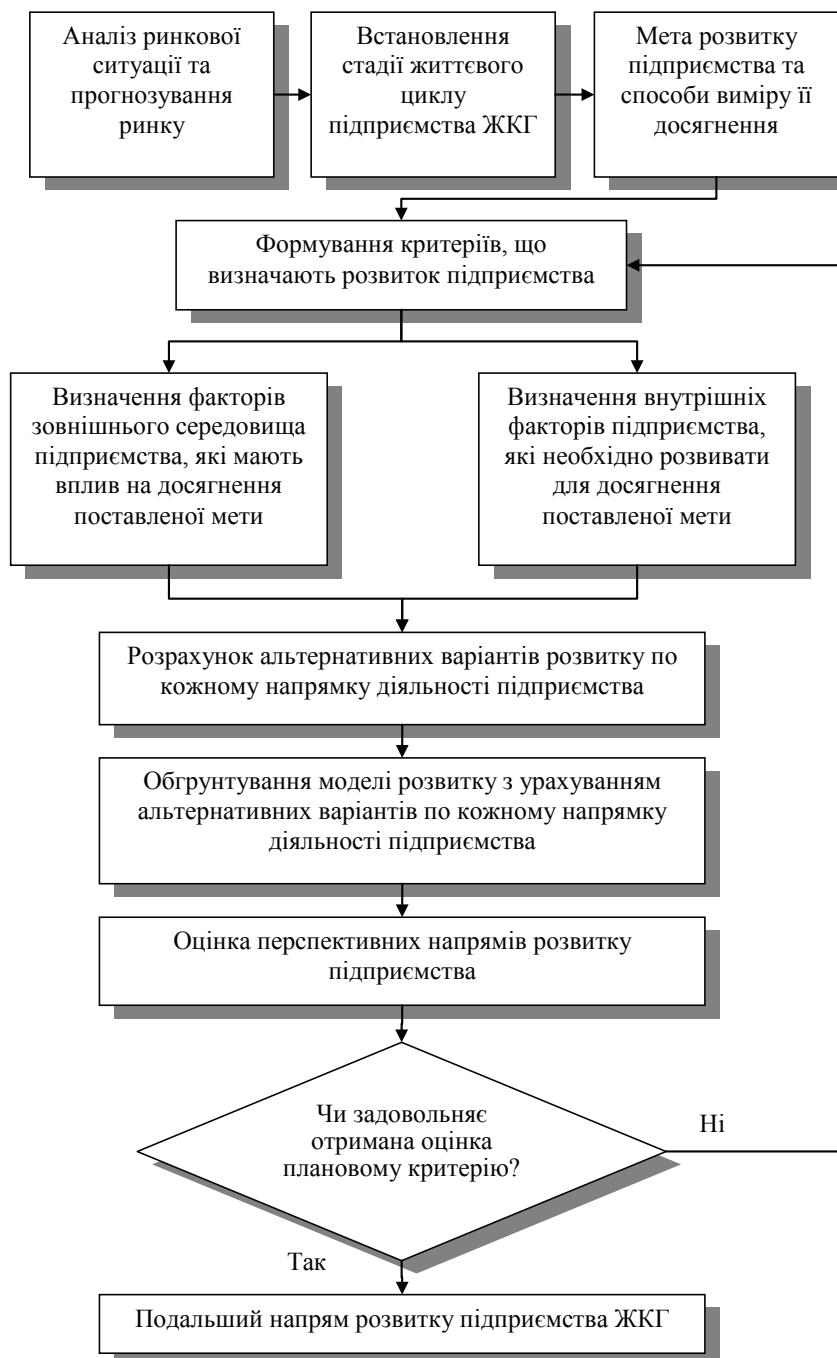 Аналіз ринкової
ситуації та
прогнозування
ринку
Встановлення
стадії життєвого
циклу
підприємства ЖКГ
Мета розвитку
підприємства та
способи виміру її
досягнення
Формування критеріїв, що
визначають розвиток підприємства
Визначення факторів
зовнішнього середовища
підприємства, які мають
вплив на досягнення
поставленої мети
Визначення внутрішніх
факторів підприємства,
які необхідно розвивати
для досягнення
поставленої мети
Розрахунок альтернативних варіантів розвитку по
кожному напрямку діяльності підприємства
Обгрунтування моделі розвитку з урахуванням
альтернативних варіантів по кожному напрямку
діяльності підприємства
Оцінка перспективних напрямів розвитку
підприємства
Чи задовольняє
отримана оцінка
плановому критерію?
Ні
Так
Подальший напрям розвитку підприємства ЖКГ